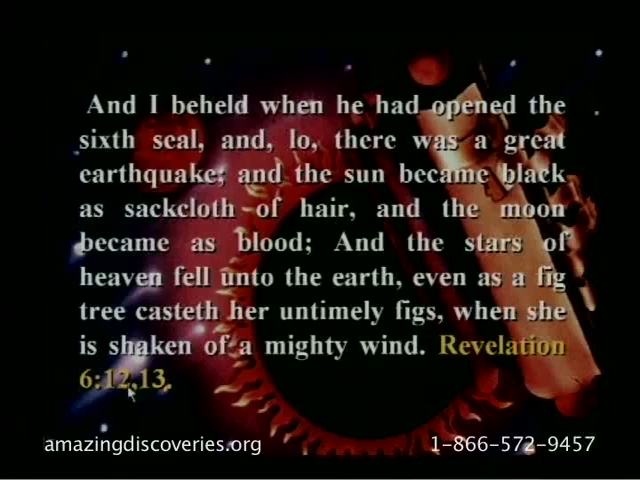 And I beheld when he had opened the
sixth seal, and, lo, there was a great
earthquake; and the sun became black
as sackcloth of hair, and the moon
became as blood; And the stars of
heaven fell unto the earth, even as a fig
tree casteth her untimely figs, when she
is shaken of a mighty wind. Revelation
6:12,13.
amazingdiscoveries.org 1-866-572-9457